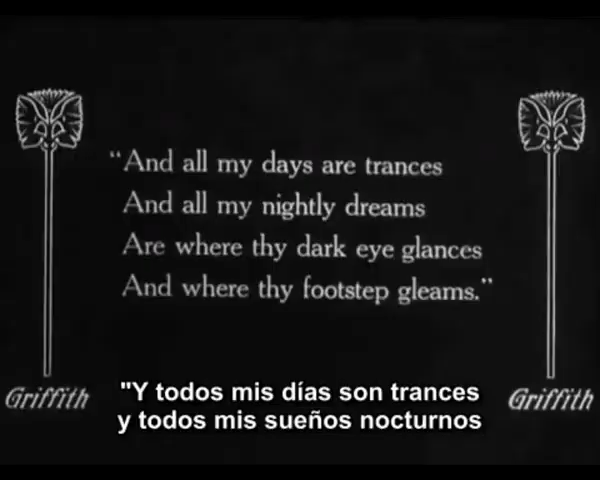 “And all my days are trances
And all my nightly dreams
Are where thy dark eye glances
And where thy footstep gleams.”
Griffith
Griffith
"Y todos mis días son trances
y todos mis sueños nocturnos